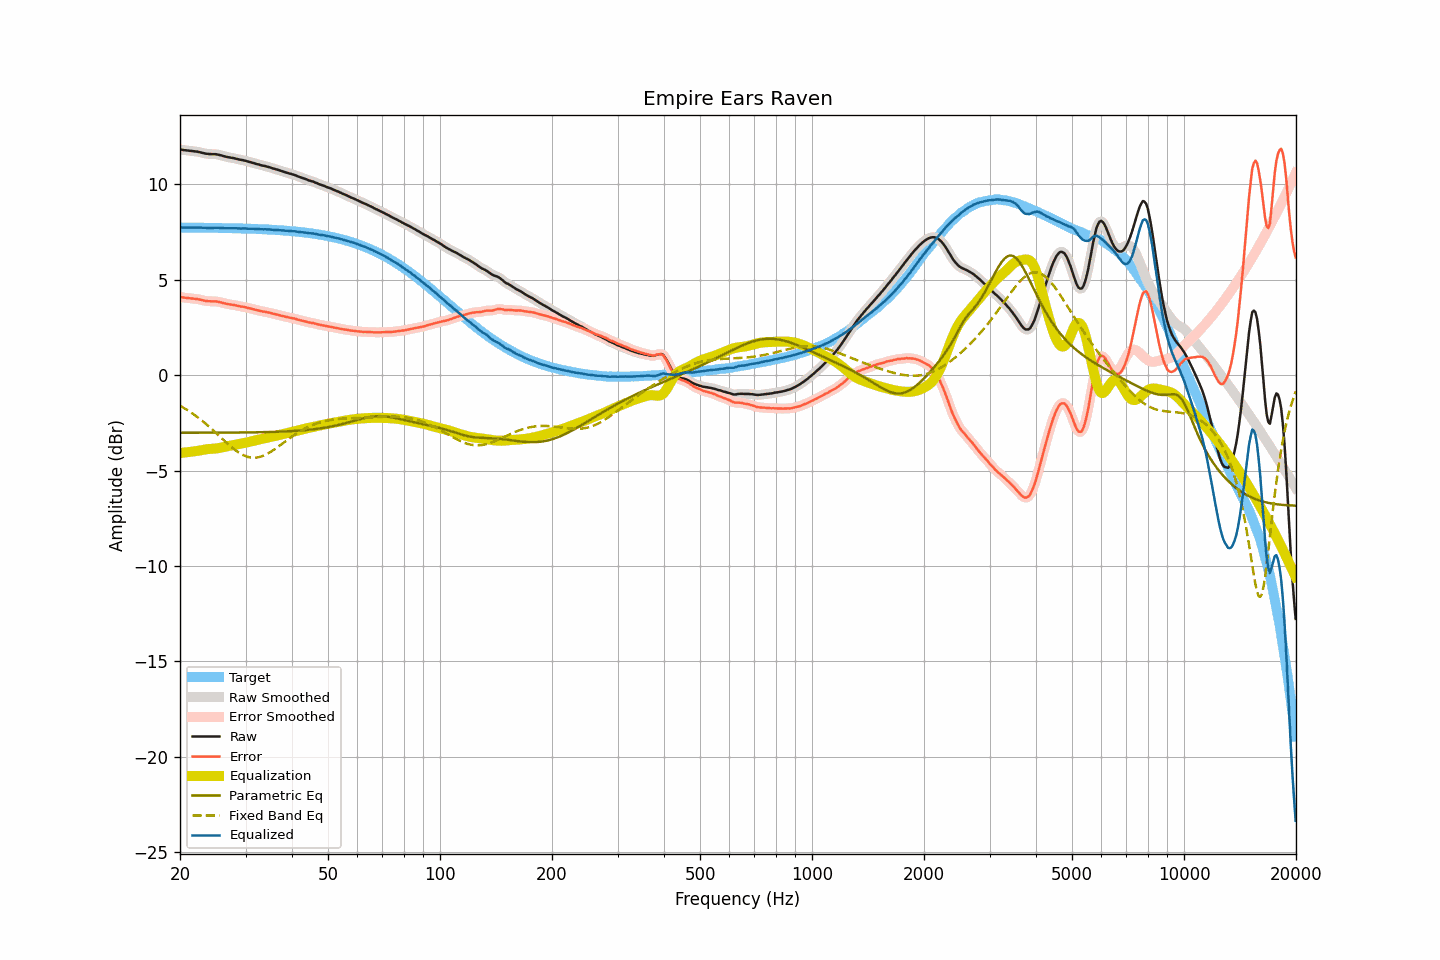 Empire Ears Raven
10
5
0
−5
−10
−15
−20
−25
Amplitude (dBr)
Target
Raw Smoothed
Error Smoothed
Raw
Error
Equalization
Parametric Eq
Fixed Band Eq
Equalized
20 50 100 200 500 1000 2000 5000 10000 20000
Frequency (Hz)